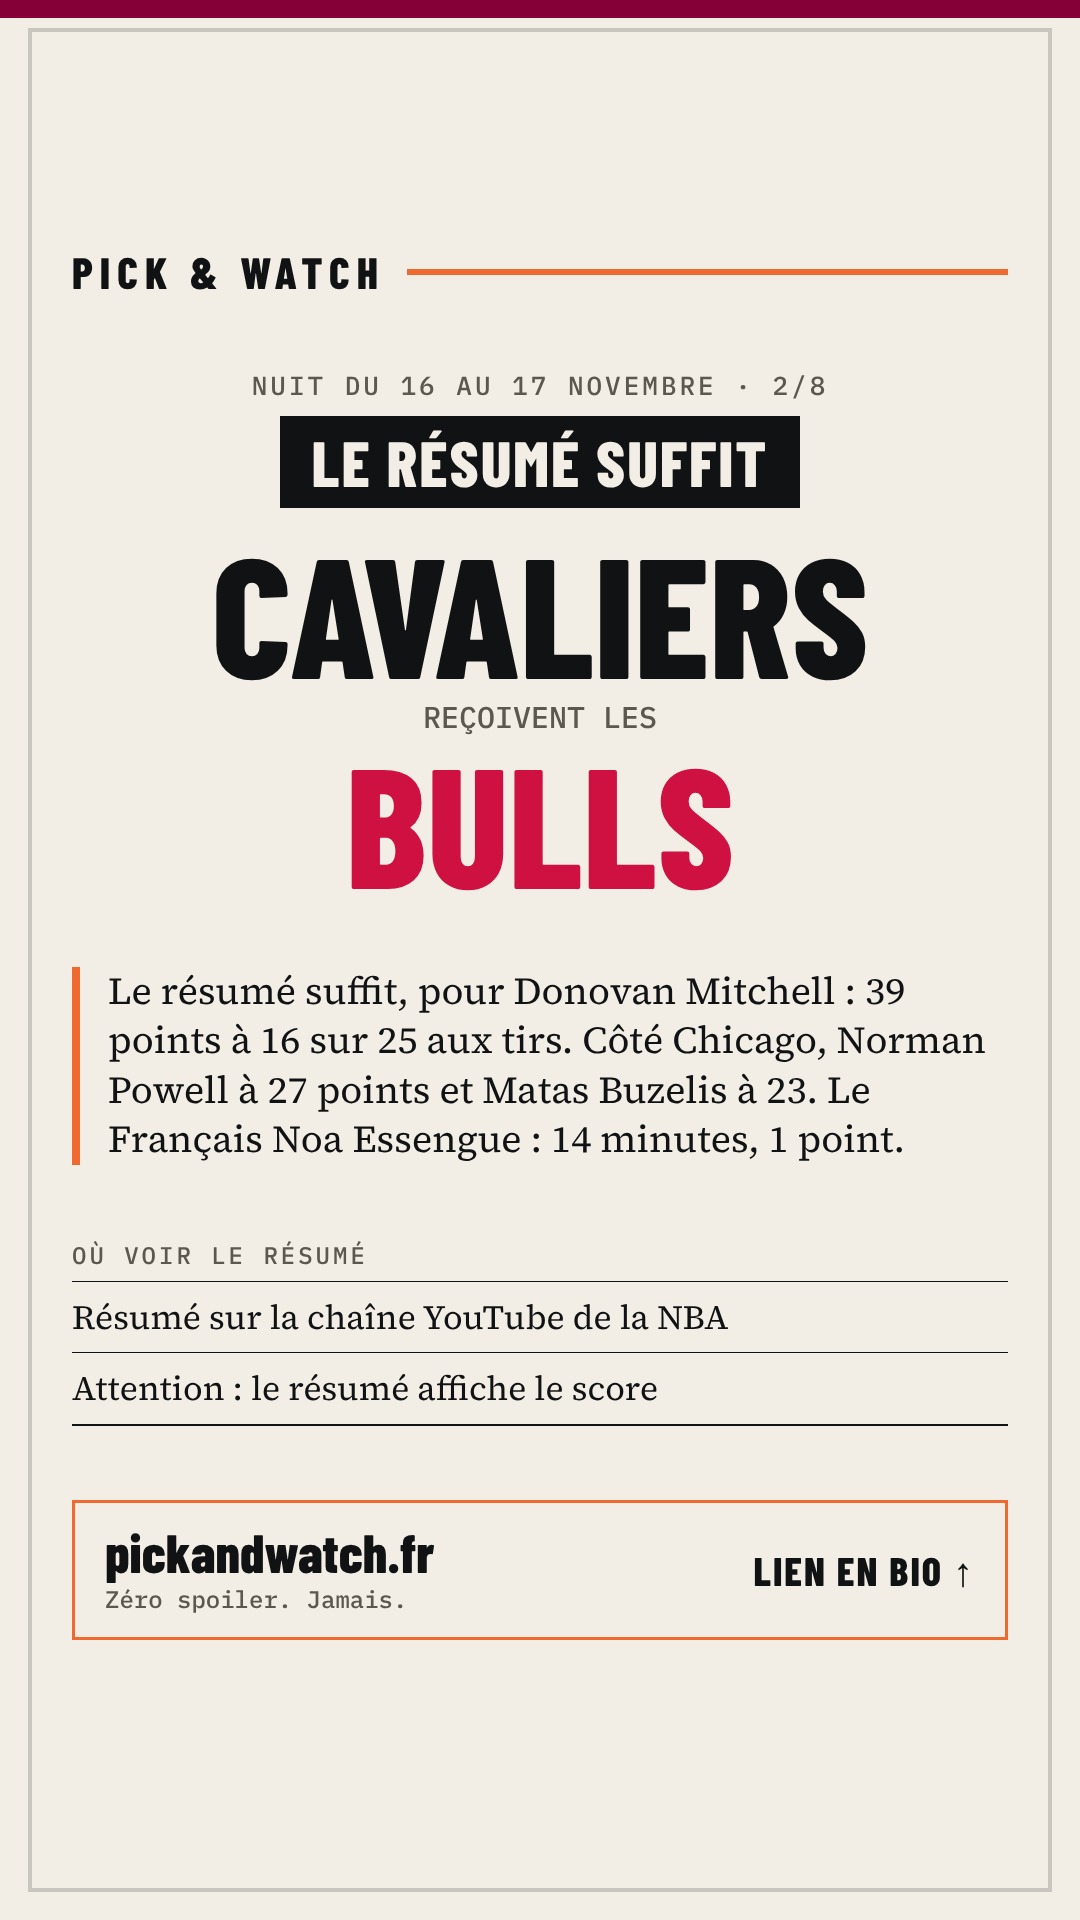 PICK & WATCH
NUIT DU 16 AU 17 NOVEMBRE · 2/8
LE RÉSUMÉ SUFFIT
CAVALIERS
REÇOIVENT LES
BULLS
Le résumé suffit, pour Donovan Mitchell : 39
points à 16 sur 25 aux tirs. Côté Chicago, Norman
Powell à 27 points et Matas Buzelis à 23. Le
Français Noa Essengue : 14 minutes, 1 point.
OÙ VOIR LE RÉSUMÉ
Résumé sur la chaîne YouTube de la NBA
Attention : le résumé affiche le score
pickandwatch.fr
LIEN EN BIO ↑
Zéro spoiler. Jamais.